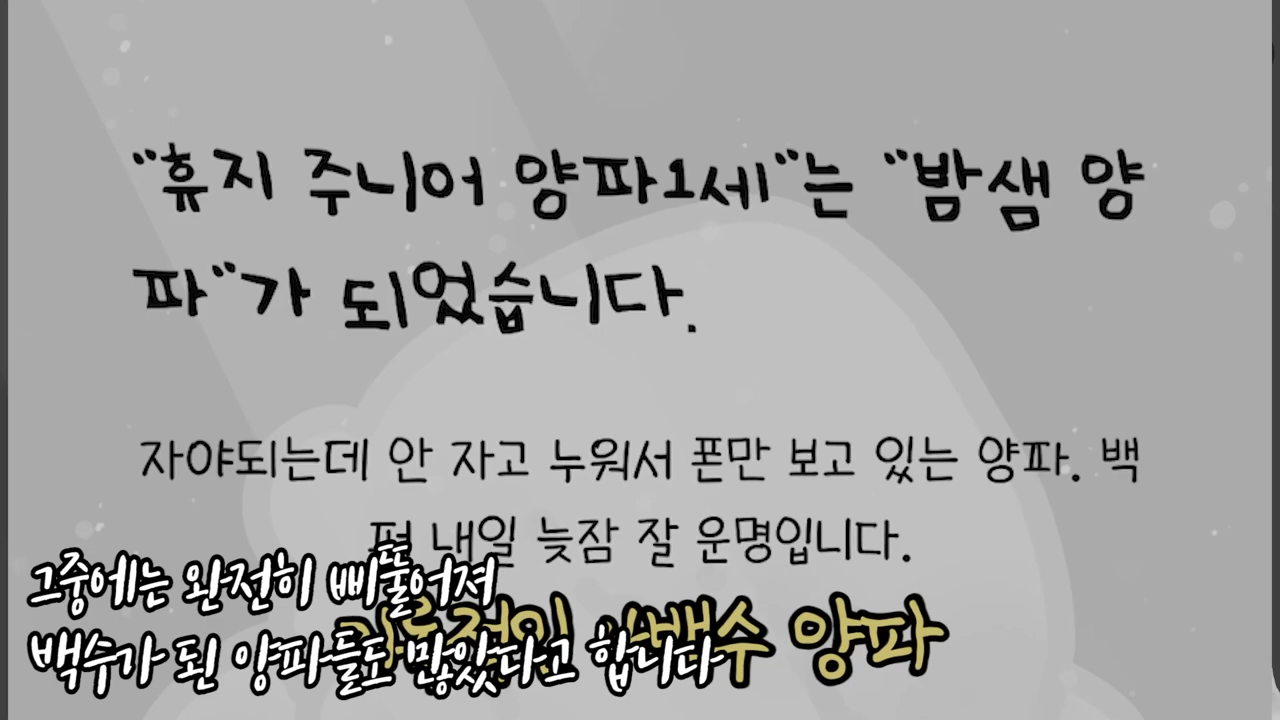 "휴지 주니어 양파1세"는 "밤샘 양
파"가 되었습니다.
자야되는데 안 자고 누워서 폰만 보고 있는 양파. 백
퍼 내일 늦잠 잘 운명입니다.
그중에는 완전히 삐뚤어져
백수 양파
백수가 된 양파들도 많았다고 합니다